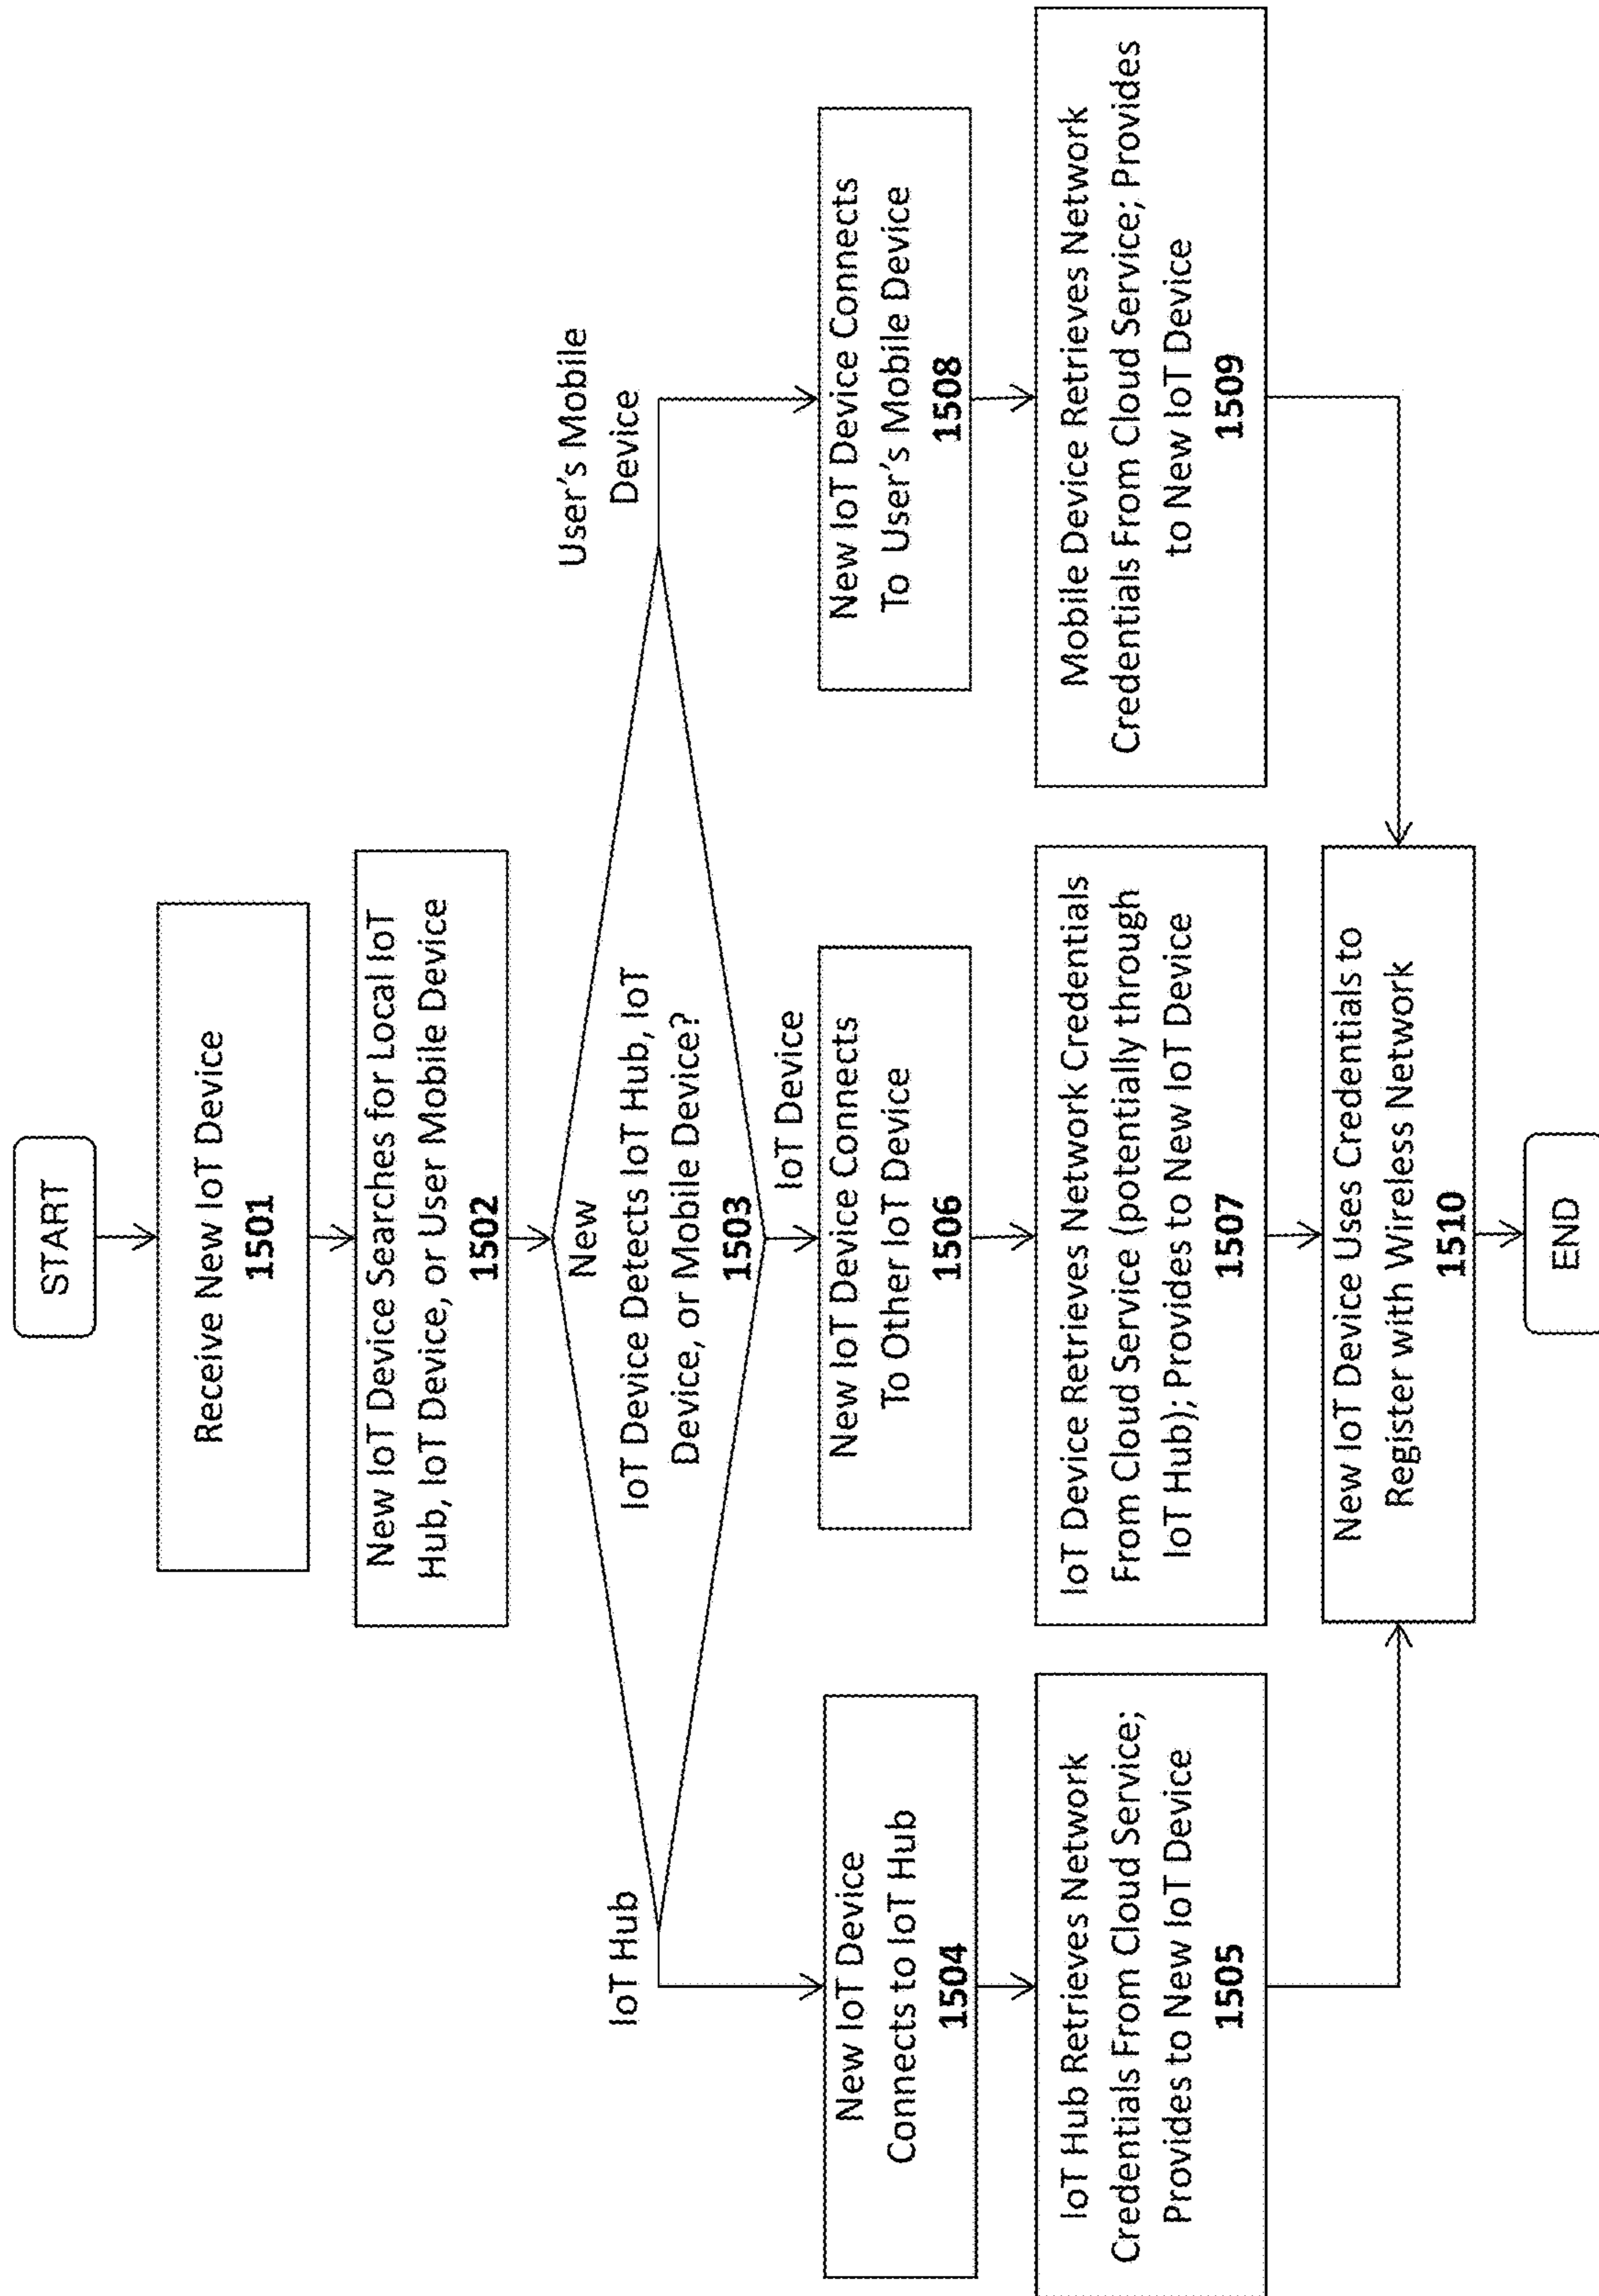 START
Receive New IoT Device
1501
New IoT Device Searches for Local IoT
Hub, IoT Device, or User Mobile Device
1502
New
IoT Device Detects IoT Hub, IoT
Device, or Mobile Device?
1503
IoT Hub
IoT Device
User's Mobile
Device
New IoT Device
Connects to IoT Hub
1504
New IoT Device Connects
To Other IoT Device
1506
New IoT Device Connects
To User's Mobile Device
1508
IoT Hub Retrieves Network
Credentials From Cloud Service;
Provides to New IoT Device
1505
IoT Device Retrieves Network Credentials
From Cloud Service (potentially through
IoT Hub); Provides to New IoT Device
1507
Mobile Device Retrieves Network
Credentials From Cloud Service; Provides
to New IoT Device
1509
New IoT Device Uses Credentials to
Register with Wireless Network
1510
END